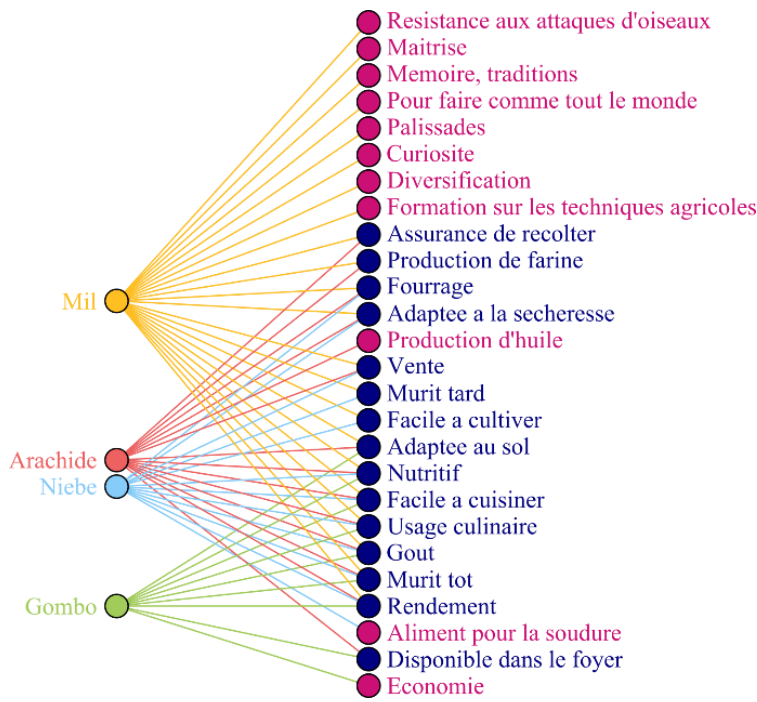 Resistance aux attaques d'oiseaux
Maitrise
Memoire, traditions
Pour faire comme tout le monde
Palissades
Curiosite
Diversification
Formation sur les techniques agricoles
Assurance de recolter
Production de farine
Fourrage
Adaptee a la secheresse
Production d'huile
Vente
Murit tard
Facile a cultiver
Adaptee au sol
Nutritif
Facile a cuisiner
Usage culinaire
Gout
Murit tot
Rendement
Aliment pour la soudure
Disponible dans le foyer
Economie
Mil
Arachide
Niebe
Gombo